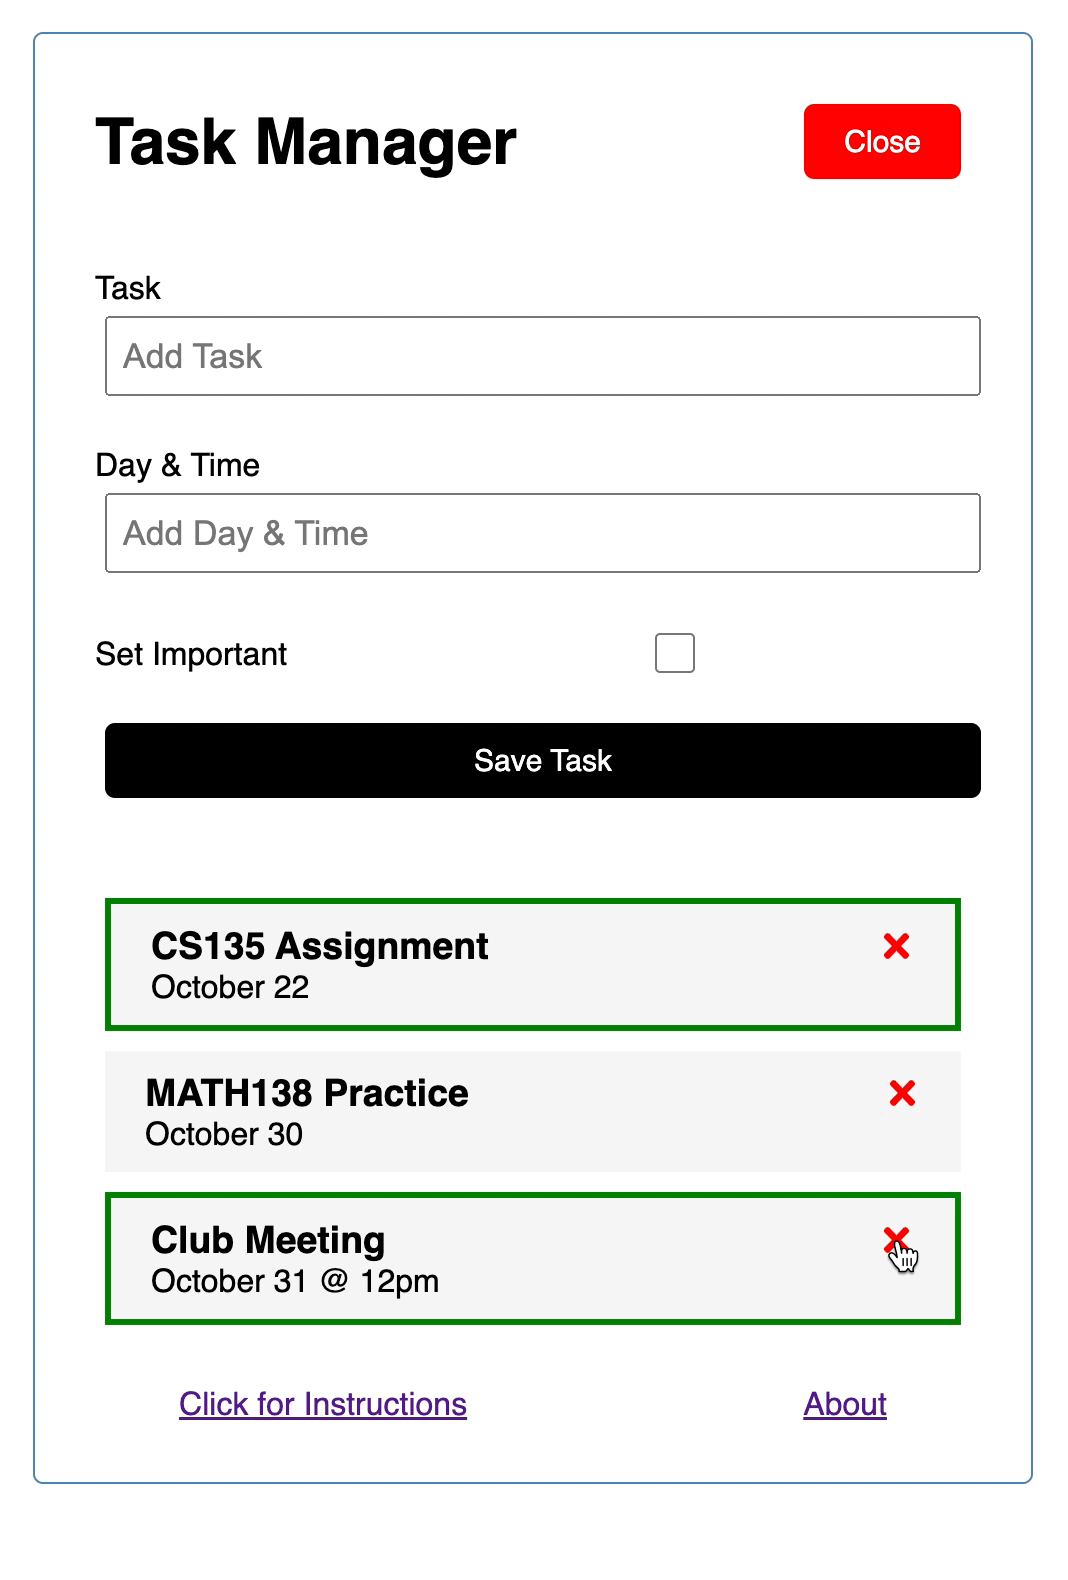 Task Manager
Close
Task
Add Task
Day & Time
Add Day & Time
Set Important
Save Task
CS135 Assignment
October 22
MATH138 Practice
October 30
Club Meeting
October 31 @ 12pm
Click for Instructions
About